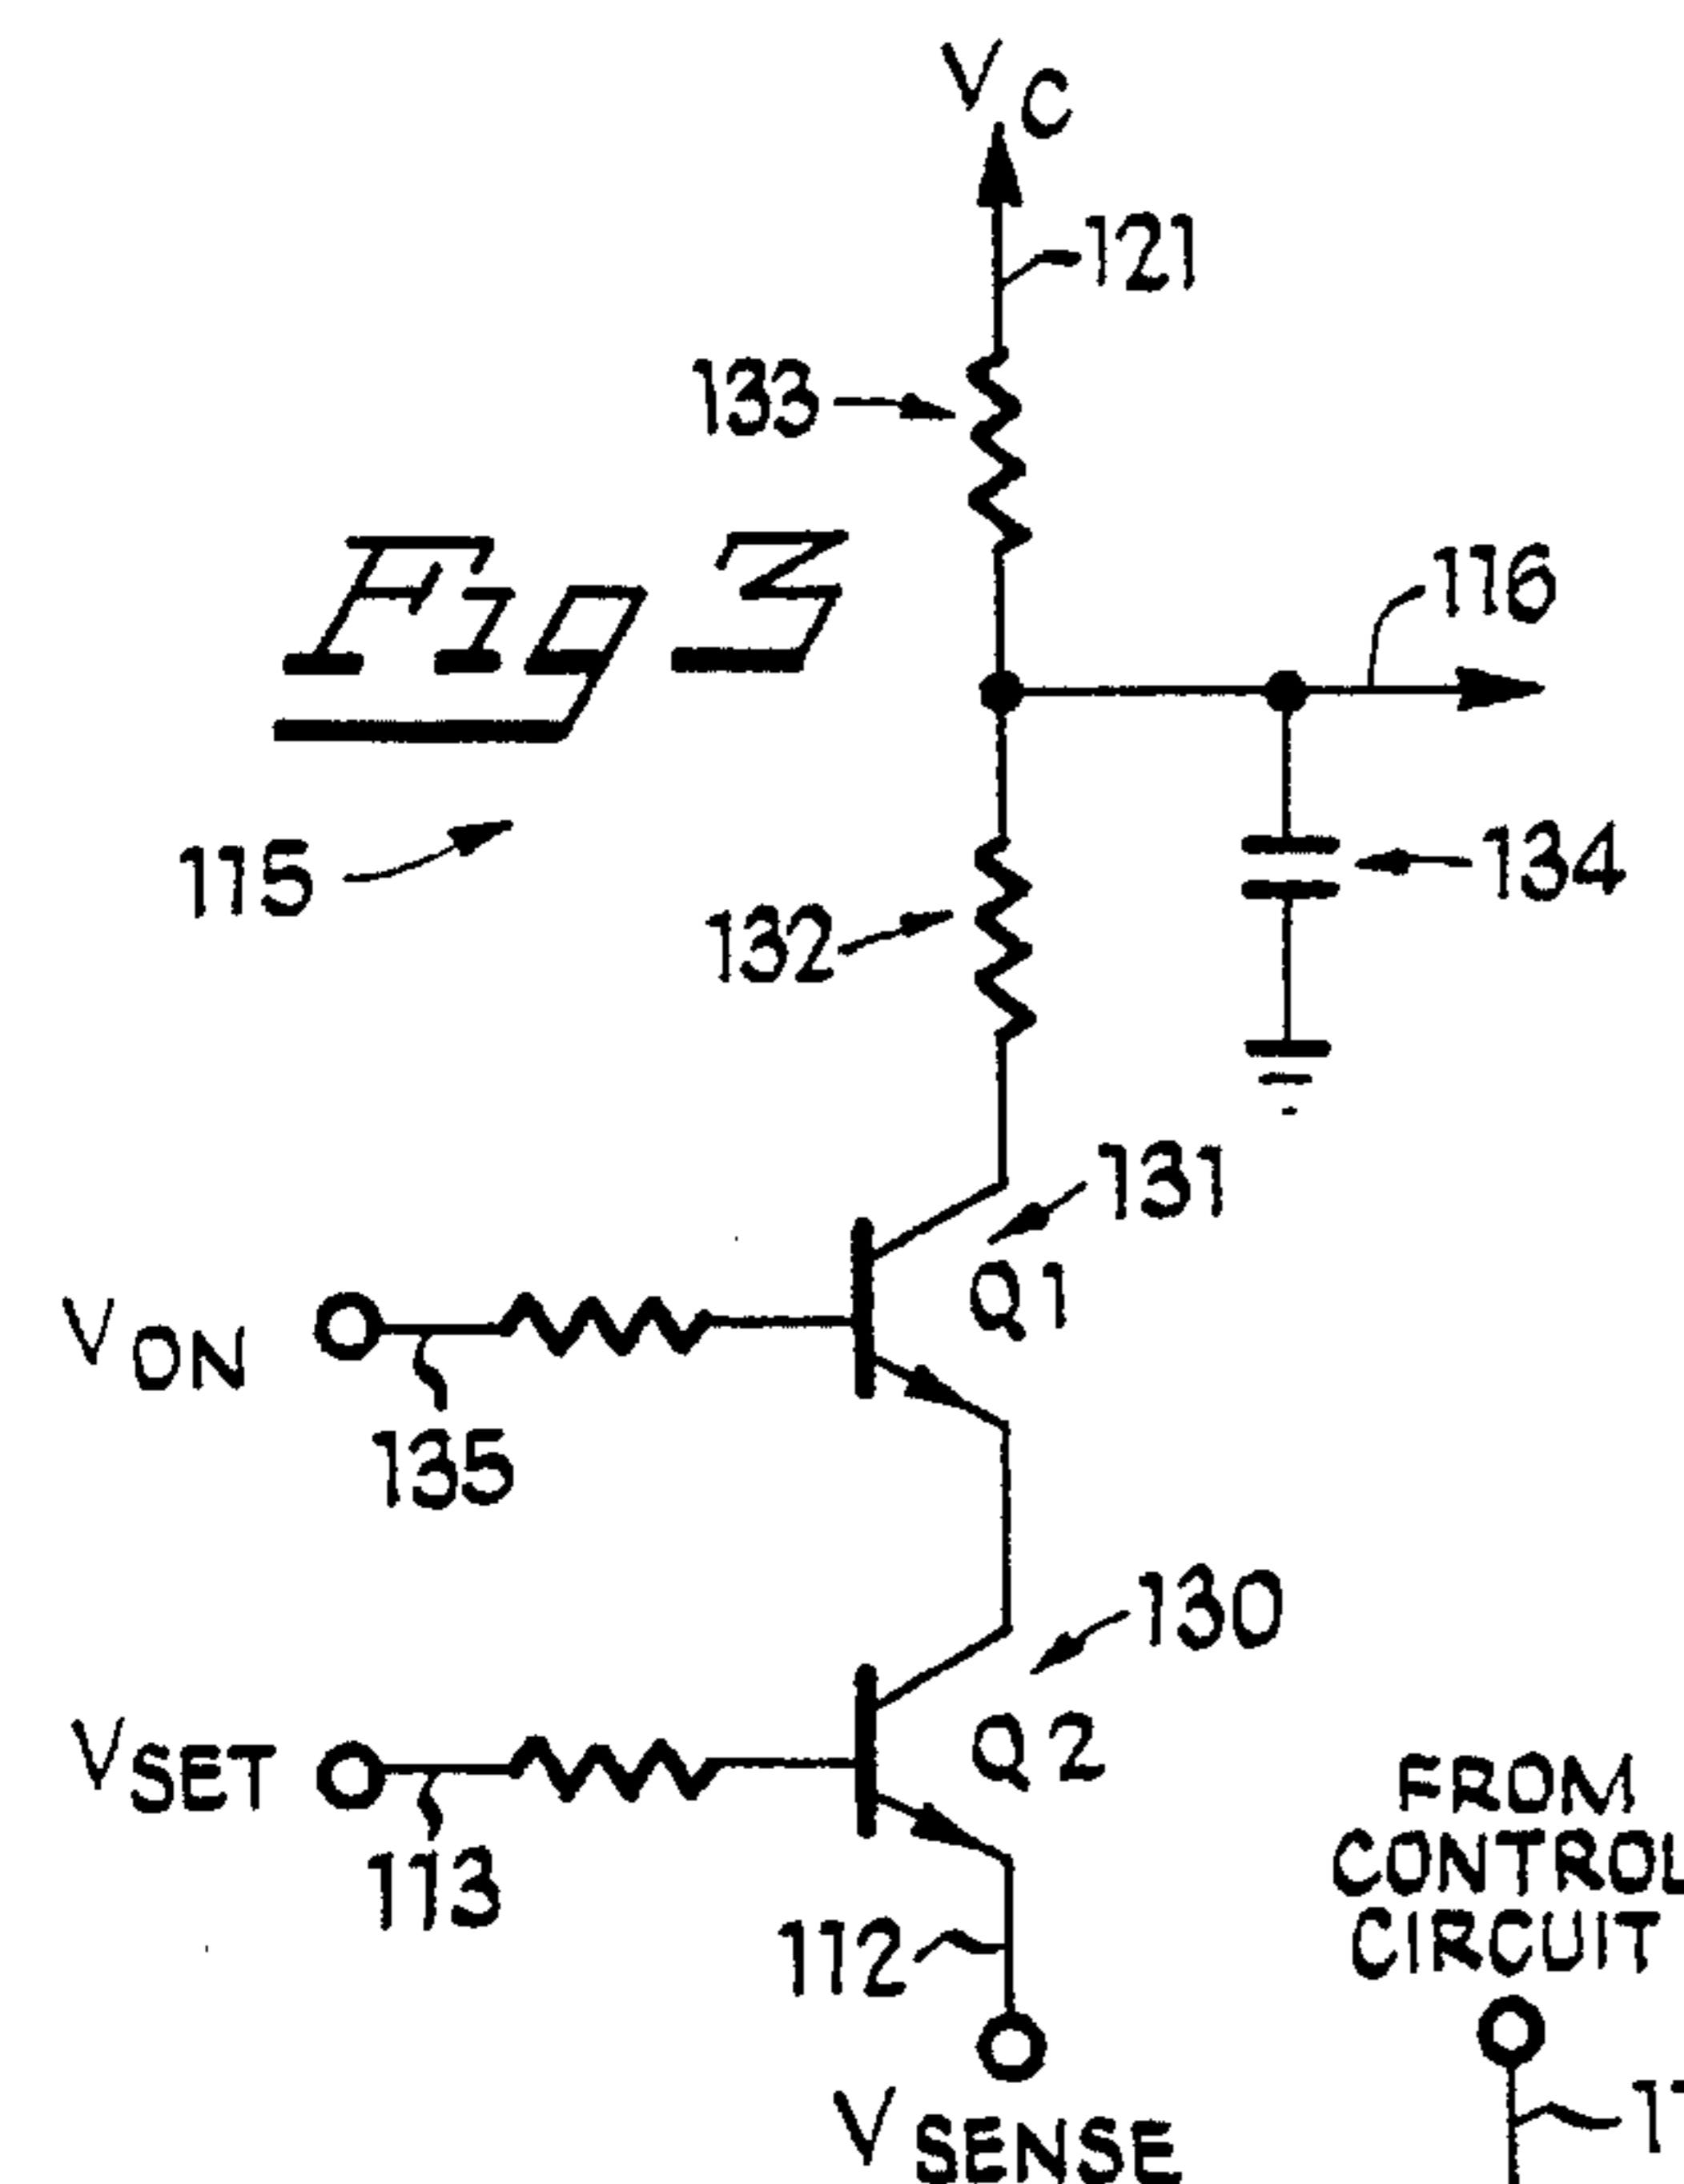 VC
121
133
Fig 3
116
115
134
132
131
Q1
VON
135
130
Q2
VSET
113
FROM
CONTROL
CIRCUIT
112
VSENSE